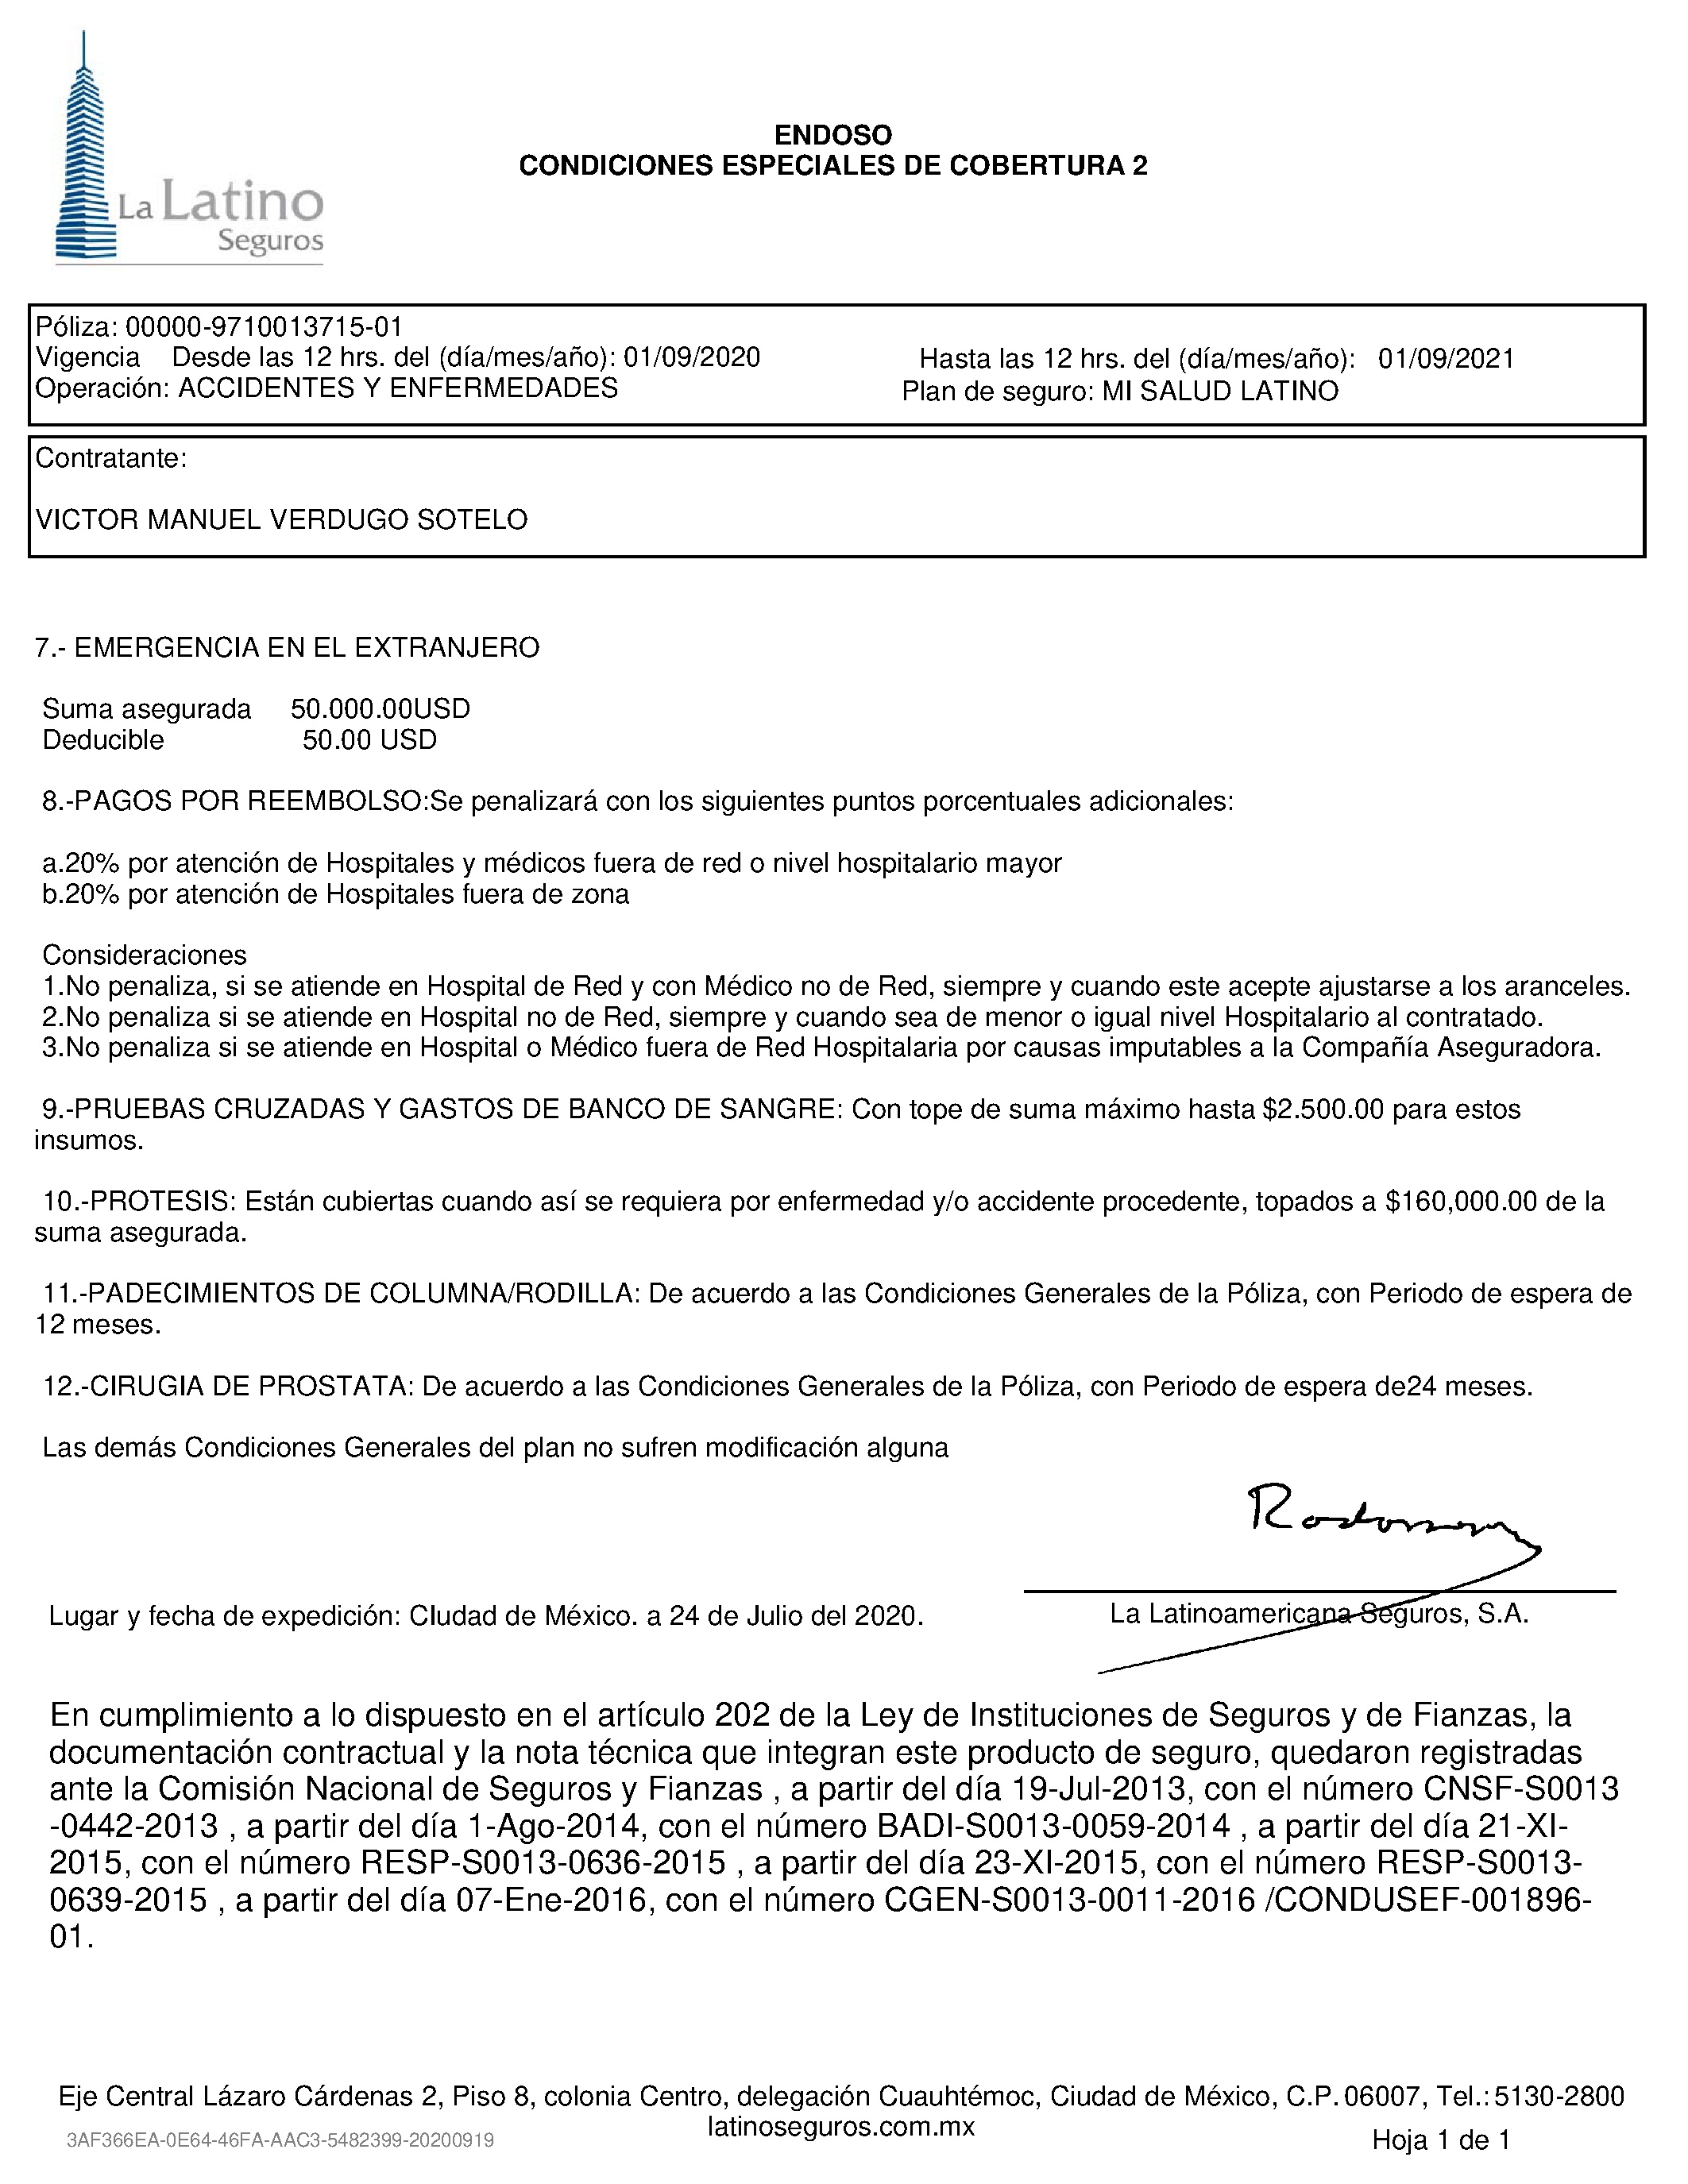 La Latino
Seguros
ENDOSO
CONDICIONES ESPECIALES DE COBERTURA 2
Póliza: 00000-9710013715-01
Vigencia Desde las 12 hrs. del (día/mes/año): 01/09/2020 Hasta las 12 hrs. del (día/mes/año): 01/09/2021
Operación: ACCIDENTES Y ENFERMEDADES Plan de seguro: MI SALUD LATINO
Contratante:
VICTOR MANUEL VERDUGO SOTELO
7.- EMERGENCIA EN EL EXTRANJERO
Suma asegurada 50.000.00USD
Deducible 50.00 USD
8.-PAGOS POR REEMBOLSO:Se penalizará con los siguientes puntos porcentuales adicionales:
a.20% por atención de Hospitales y médicos fuera de red o nivel hospitalario mayor
b.20% por atención de Hospitales fuera de zona
Consideraciones
1.No penaliza, si se atiende en Hospital de Red y con Médico no de Red, siempre y cuando este acepte ajustarse a los aranceles.
2.No penaliza si se atiende en Hospital no de Red, siempre y cuando sea de menor o igual nivel Hospitalario al contratado.
3.No penaliza si se atiende en Hospital o Médico fuera de Red Hospitalaria por causas imputables a la Compañía Aseguradora.
9.-PRUEBAS CRUZADAS Y GASTOS DE BANCO DE SANGRE: Con tope de suma máximo hasta $2.500.00 para estos
insumos.
10.-PROTESIS: Están cubiertas cuando así se requiera por enfermedad y/o accidente procedente, topados a $160,000.00 de la
suma asegurada.
11.-PADECIMIENTOS DE COLUMNA/RODILLA: De acuerdo a las Condiciones Generales de la Póliza, con Periodo de espera de
12 meses.
12.-CIRUGIA DE PROSTATA: De acuerdo a las Condiciones Generales de la Póliza, con Periodo de espera de24 meses.
Las demás Condiciones Generales del plan no sufren modificación alguna
Lugar y fecha de expedición: CIudad de México. a 24 de Julio del 2020.
La Latinoamericana Seguros, S.A.
En cumplimiento a lo dispuesto en el artículo 202 de la Ley de Instituciones de Seguros y de Fianzas, la
documentación contractual y la nota técnica que integran este producto de seguro, quedaron registradas
ante la Comisión Nacional de Seguros y Fianzas , a partir del día 19-Jul-2013, con el número CNSF-S0013
-0442-2013 , a partir del día 1-Ago-2014, con el número BADI-S0013-0059-2014 , a partir del día 21-XI-
2015, con el número RESP-S0013-0636-2015 , a partir del día 23-XI-2015, con el número RESP-S0013-
0639-2015 , a partir del día 07-Ene-2016, con el número CGEN-S0013-0011-2016 /CONDUSEF-001896-
01.
Eje Central Lázaro Cárdenas 2, Piso 8, colonia Centro, delegación Cuauhtémoc, Ciudad de México, C.P. 06007, Tel.: 5130-2800
latinoseguros.com.mx
3AF366EA-0E64-46FA-AAC3-5482399-20200919
Hoja 1 de 1